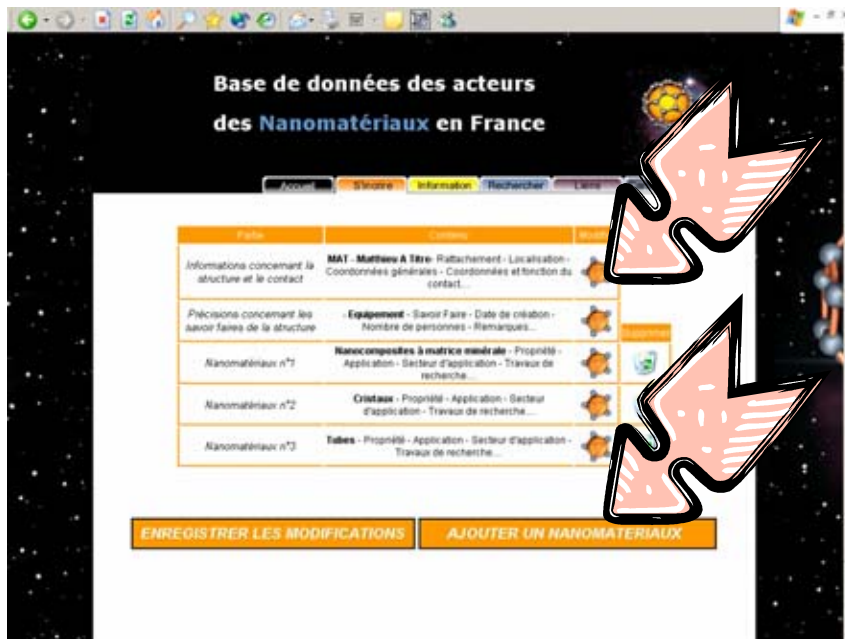 Base de données des acteurs
des Nanomatériaux en France
Accueil S'inscrire Information Rechercher Liens
Partie Contenu
Informations concernant la
structure et le contact
MAT - Matthieu A Titre- Rattachement - Localisation -
Coordonnées générales - Coordonnées et fonction du
contact...
Précisions concernant les
savoir faires de la structure
- Equipement - Savoir Faire - Date de création -
Nombre de personnes - Remarques...
Supprimer
Nanomatériaux n°1
Nanocomposites à matrice minérale - Propriété -
Application - Secteur d'application - Travaux de
recherche...
Nanomatériaux n°2
Cristaux - Propriété - Application - Secteur
d'application - Travaux de recherche...
Nanomatériaux n°3
Tubes - Propriété - Application - Secteur d'application -
Travaux de recherche...
ENREGISTRER LES MODIFICATIONS AJOUTER UN NANOMATERIAUX